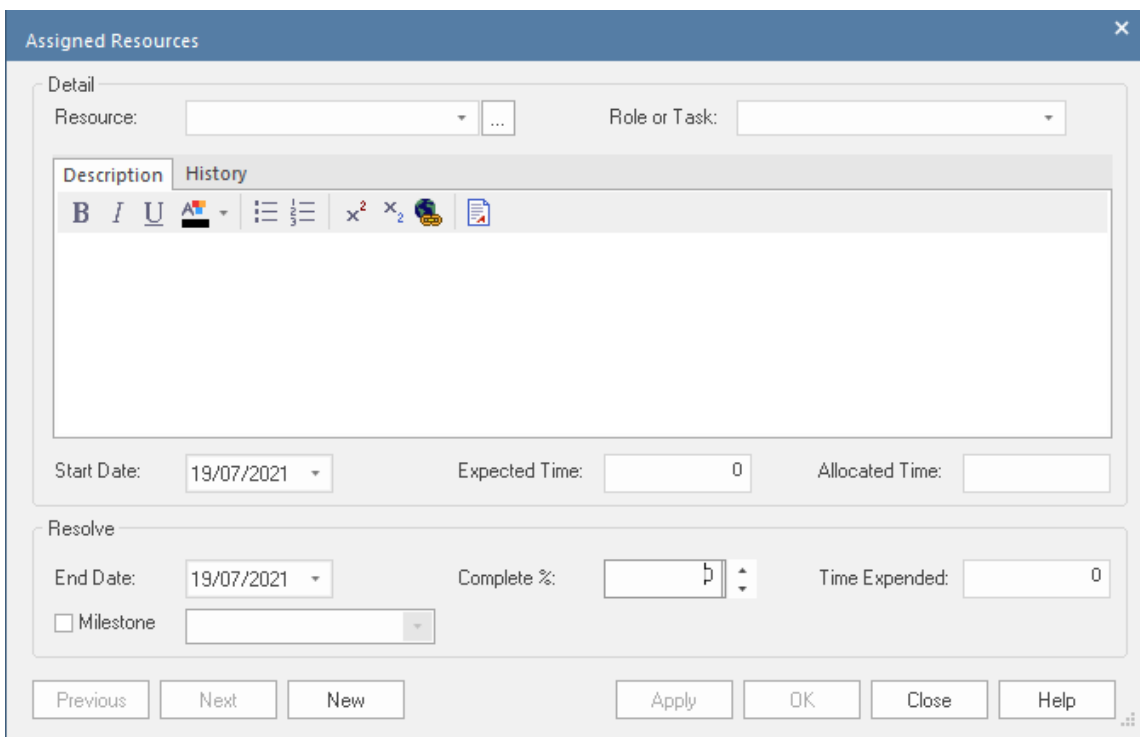 Assigned Resources
Detail
Resource: ... Role or Task:
Description History
B I U A x² x₂
Start Date: 19/07/2021 Expected Time: 0 Allocated Time:
Resolve
End Date: 19/07/2021 Complete %: 0 Time Expended: 0
Milestone
Previous Next New Apply OK Close Help